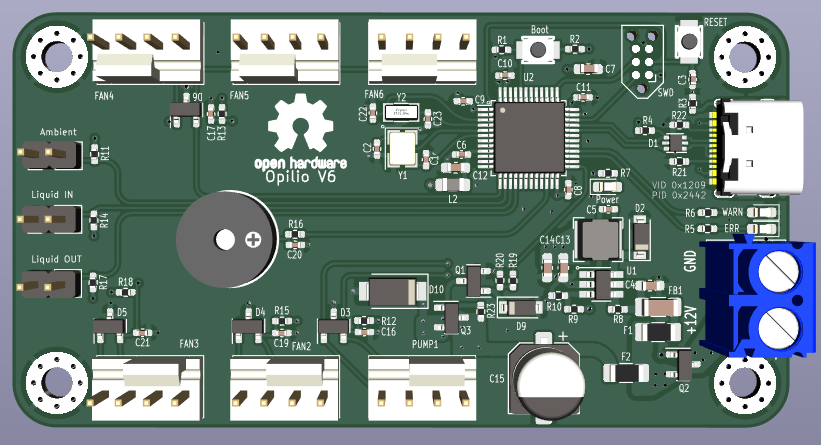 RESET
Boot
R1
R2
U2
C10
C7
SWD
C3
R3
FAN4
FAN5
FAN6
D6
C17
R13
C22
Y2
C9
C23
C11
R4
R22
D1
R21
Ambient
R11
open hardware
Opilio V6
C2
Y1
C1
C6
C12
L2
C8
R7
Power
VID 0x1209
PID 0x2442
Liquid IN
R14
C5
D2
R6
WARN
R5
ERR
R16
C20
Liquid OUT
R17
R18
GND
+12V
C14
C13
Q1
R20
R19
U1
C4
FB1
D10
R10
R9
R8
F1
D5
C21
D4
R15
C19
D3
R12
C16
Q3
R23
D9
FAN3
FAN2
PUMP1
C15
+
F2
Q2